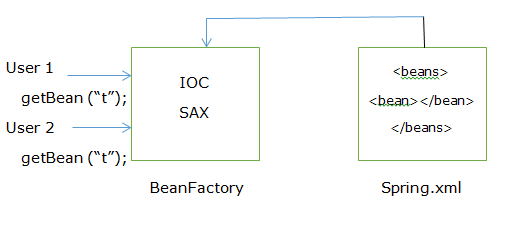 User 1
getBean (“t”);
User 2
getBean (“t”);
IOC
SAX
BeanFactory
<beans>
<bean></bean>
</beans>
Spring.xml